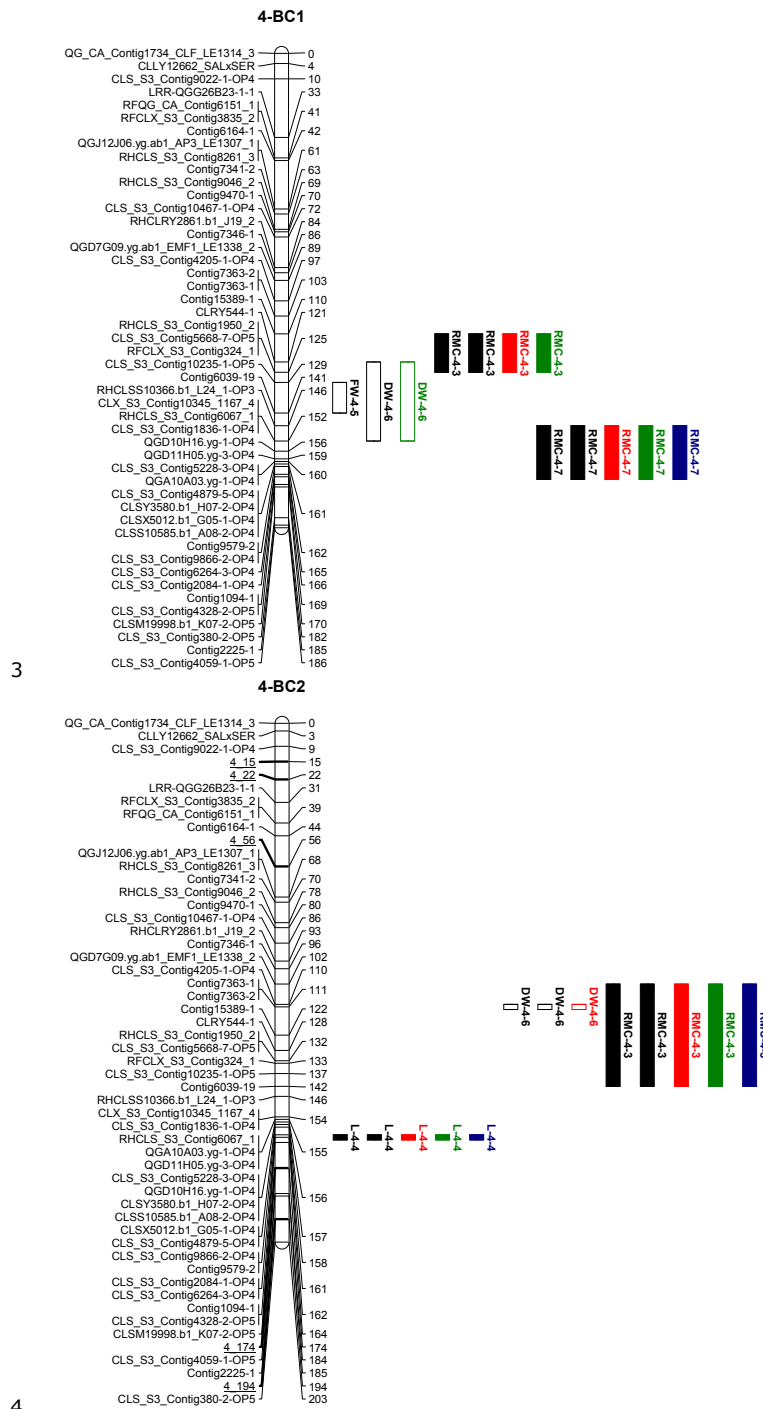 4-BC1
QG_CA_Contig1734_CLF_LE1314_3 0
CLLY12662_SALxSER 4
CLS_S3_Contig9022-1-OP4 10
LRR-QGG26B23-1-1 33
RFQG_CA_Contig6151_1
RFCLX_S3_Contig3835_2 41
Contig6164-1 42
QGJ12J06.yg.ab1_AP3_LE1307_1
RHCLS_S3_Contig8261_3 61
Contig7341-2 63
RHCLS_S3_Contig9046_2 69
Contig9470-1 70
CLS_S3_Contig10467-1-OP4 72
RHCLRY2861.b1_J19_2 84
Contig7346-1 86
QGD7G09.yg.ab1_EMF1_LE1338_2 89
CLS_S3_Contig4205-1-OP4 97
Contig7363-2
Contig7363-1 103
Contig15389-1 110
CLRY544-1 121
RHCLS_S3_Contig1950_2
CLS_S3_Contig5668-7-OP5 125
RFCLX_S3_Contig324_1
CLS_S3_Contig10235-1-OP5 129
Contig6039-19 141
RHCLSS10366.b1_L24_1-OP3 146
CLX_S3_Contig10345_1167_4
RHCLS_S3_Contig6067_1 152
CLS_S3_Contig1836-1-OP4
QGD10H16.yg-1-OP4 156
QGD11H05.yg-3-OP4 159
CLS_S3_Contig5228-3-OP4
QGA10A03.yg-1-OP4 160
CLS_S3_Contig4879-5-OP4
CLSY3580.b1_H07-2-OP4
CLSX5012.b1_G05-1-OP4 161
CLSS10585.b1_A08-2-OP4
Contig9579-2
CLS_S3_Contig9866-2-OP4 162
CLS_S3_Contig6264-3-OP4 165
CLS_S3_Contig2084-1-OP4 166
Contig1094-1
CLS_S3_Contig4328-2-OP5 169
CLSM19998.b1_K07-2-OP5 170
CLS_S3_Contig380-2-OP5 182
Contig2225-1 185
CLS_S3_Contig4059-1-OP5 186
FW-4-5
DW-4-6
DW-4-6
RMC-4-3
RMC-4-3
RMC-4-3
RMC-4-3
RMC-4-7
RMC-4-7
RMC-4-7
RMC-4-7
RMC-4-7
3
4-BC2
QG_CA_Contig1734_CLF_LE1314_3 0
CLLY12662_SALxSER 3
CLS_S3_Contig9022-1-OP4 9
4_15 15
4_22 22
LRR-QGG26B23-1-1 31
RFCLX_S3_Contig3835_2
RFQG_CA_Contig6151_1 39
Contig6164-1 44
4_56 56
QGJ12J06.yg.ab1_AP3_LE1307_1
RHCLS_S3_Contig8261_3 68
Contig7341-2 70
RHCLS_S3_Contig9046_2 78
Contig9470-1 80
CLS_S3_Contig10467-1-OP4 86
RHCLRY2861.b1_J19_2 93
Contig7346-1 96
QGD7G09.yg.ab1_EMF1_LE1338_2 102
CLS_S3_Contig4205-1-OP4 110
Contig7363-1
Contig7363-2 111
Contig15389-1 122
CLRY544-1 128
RHCLS_S3_Contig1950_2
CLS_S3_Contig5668-7-OP5 132
RFCLX_S3_Contig324_1 133
CLS_S3_Contig10235-1-OP5 137
Contig6039-19 142
RHCLSS10366.b1_L24_1-OP3 146
CLX_S3_Contig10345_1167_4
CLS_S3_Contig1836-1-OP4 154
RHCLS_S3_Contig6067_1
QGA10A03.yg-1-OP4 155
QGD11H05.yg-3-OP4
CLS_S3_Contig5228-3-OP4
QGD10H16.yg-1-OP4
CLSY3580.b1_H07-2-OP4 156
CLSS10585.b1_A08-2-OP4
CLSX5012.b1_G05-1-OP4
CLS_S3_Contig4879-5-OP4 157
CLS_S3_Contig9866-2-OP4
Contig9579-2 158
CLS_S3_Contig2084-1-OP4
CLS_S3_Contig6264-3-OP4 161
Contig1094-1
CLS_S3_Contig4328-2-OP5 162
CLSM19998.b1_K07-2-OP5 164
4_174 174
CLS_S3_Contig4059-1-OP5 184
Contig2225-1 185
4_194 194
CLS_S3_Contig380-2-OP5 203
L-4-4
L-4-4
L-4-4
L-4-4
L-4-4
DW-4-6
DW-4-6
DW-4-6
RMC-4-3
RMC-4-3
RMC-4-3
RMC-4-3
4